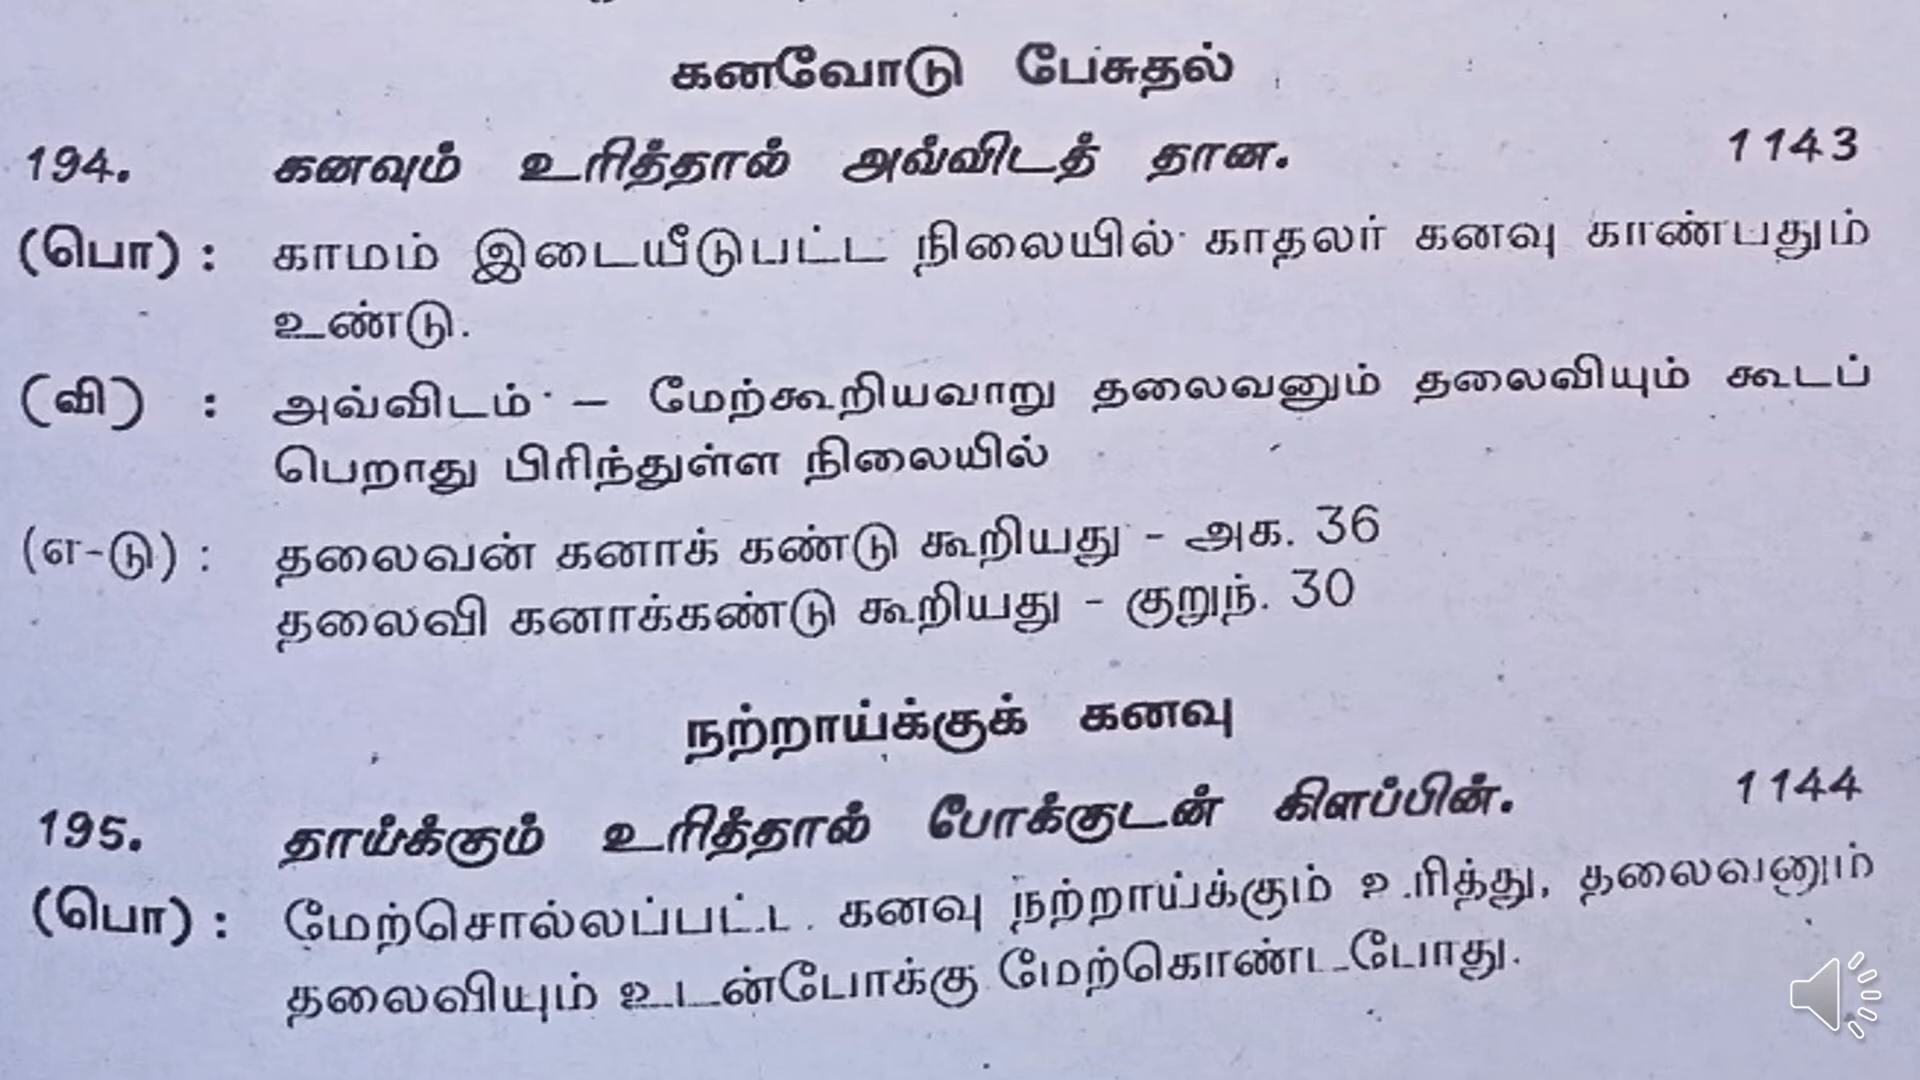 கனவோடு பேசுதல்
194. கனவும் உரித்தால் அவ்விடத் தான. 1143
(பொ) : காமம் இடையீடுபட்ட நிலையில் காதலர் கனவு காண்பதும்
உண்டு.
(வி) : அவ்விடம் – மேற்கூறியவாறு தலைவனும் தலைவியும் கூடப்
பெறாது பிரிந்துள்ள நிலையில்
(எ-டு) : தலைவன் கனாக் கண்டு கூறியது - அக. 36
தலைவி கனாக்கண்டு கூறியது - குறுந். 30
நற்றாய்க்குக் கனவு
195. தாய்க்கும் உரித்தால் போக்குடன் கிளப்பின். 1144
(பொ) : மேற்சொல்லப்பட்ட கனவு நற்றாய்க்கும் உரித்து, தலைவனும்
தலைவியும் உடன்போக்கு மேற்கொண்டபோது.